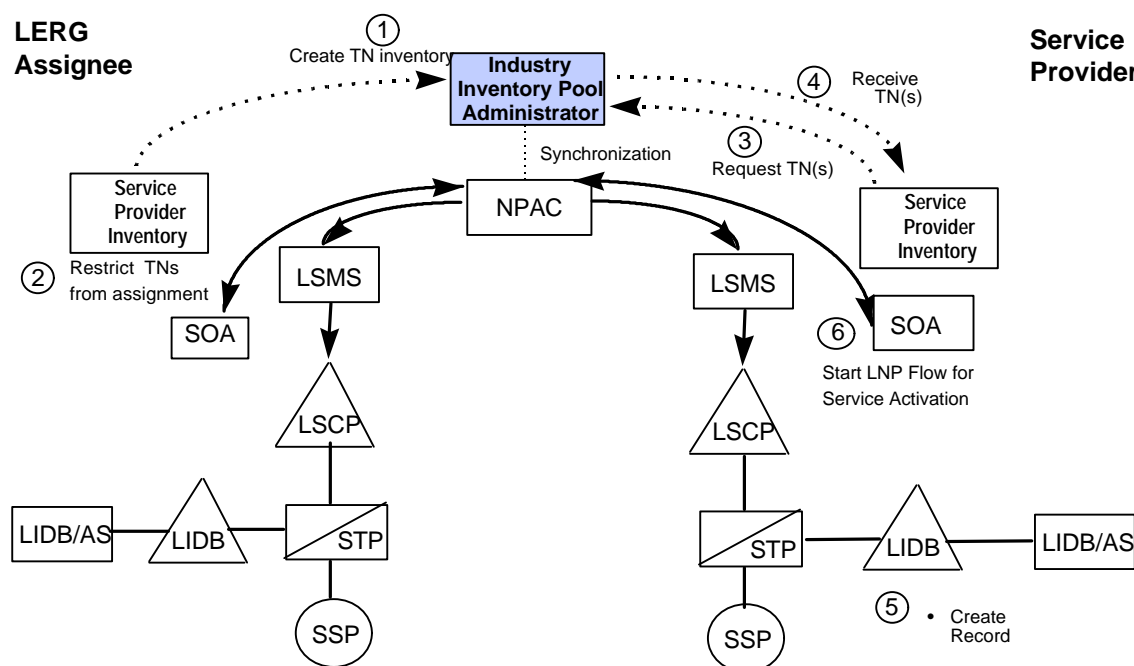 LERG
Assignee
1
Create TN inventory
Industry
Inventory Pool
Administrator
4
Receive
TN(s)
Service
Provider
3
Request TN(s)
Synchronization
Service
Provider
Inventory
NPAC
Service
Provider
Inventory
2
Restrict TNs
from assignment
LSMS
LSMS
SOA
SOA
6
Start LNP Flow for
Service Activation
LSCP
LSCP
LIDB/AS
LIDB
STP
STP
LIDB
LIDB/AS
5
• Create
Record
SSP
SSP